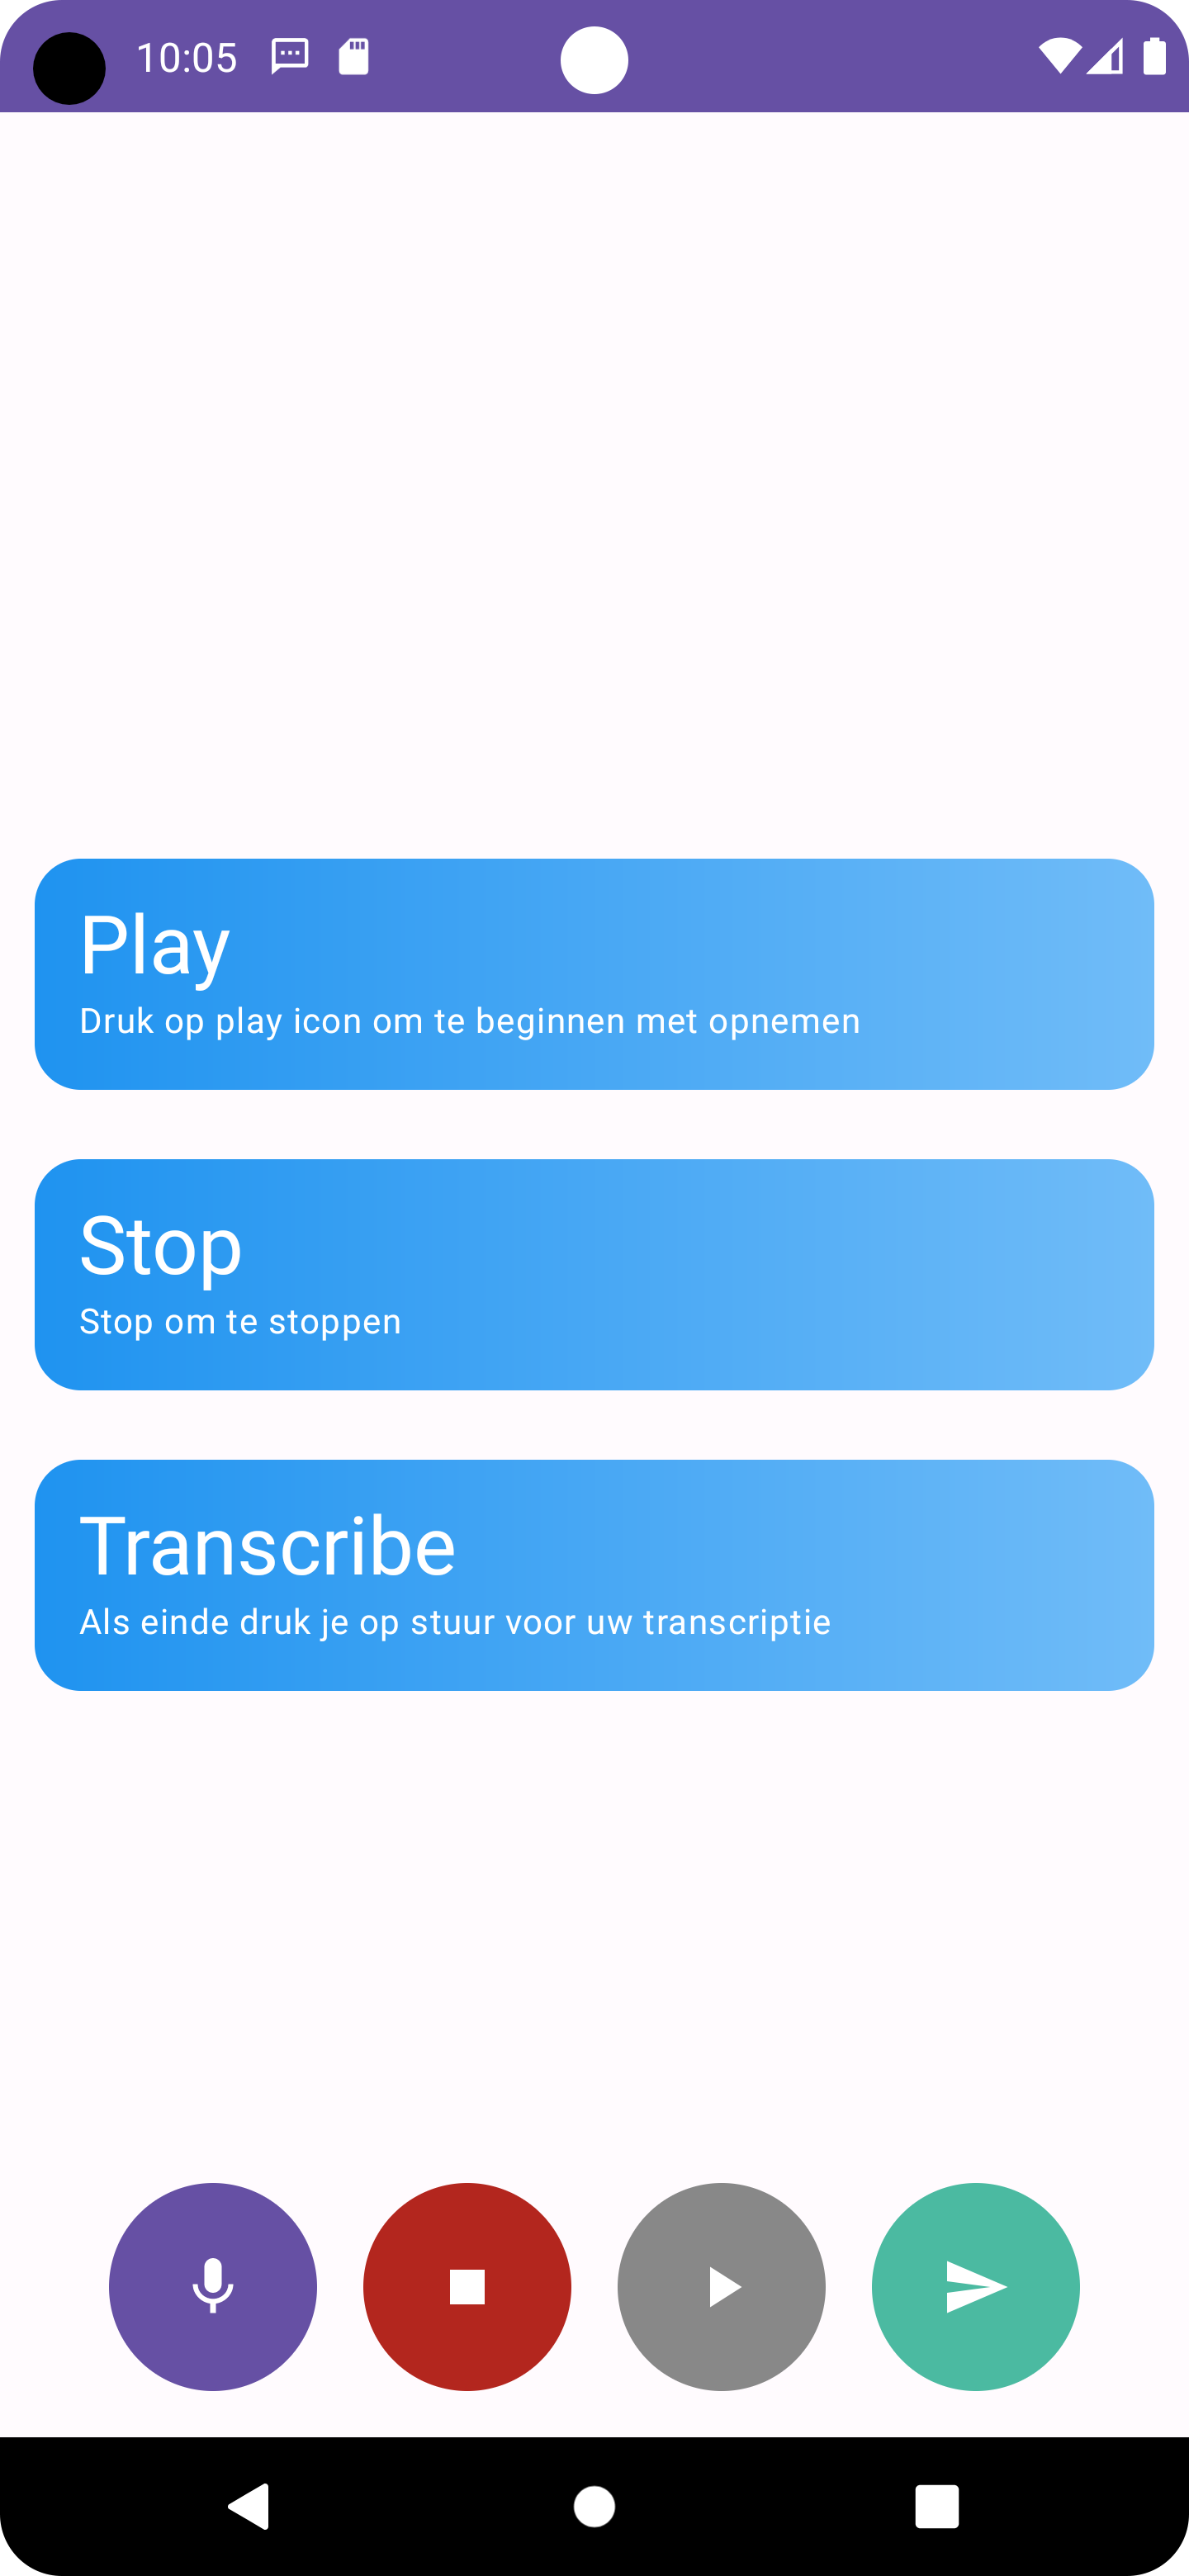 10:05
Play
Druk op play icon om te beginnen met opnemen
Stop
Stop om te stoppen
Transcribe
Als einde druk je op stuur voor uw transcriptie